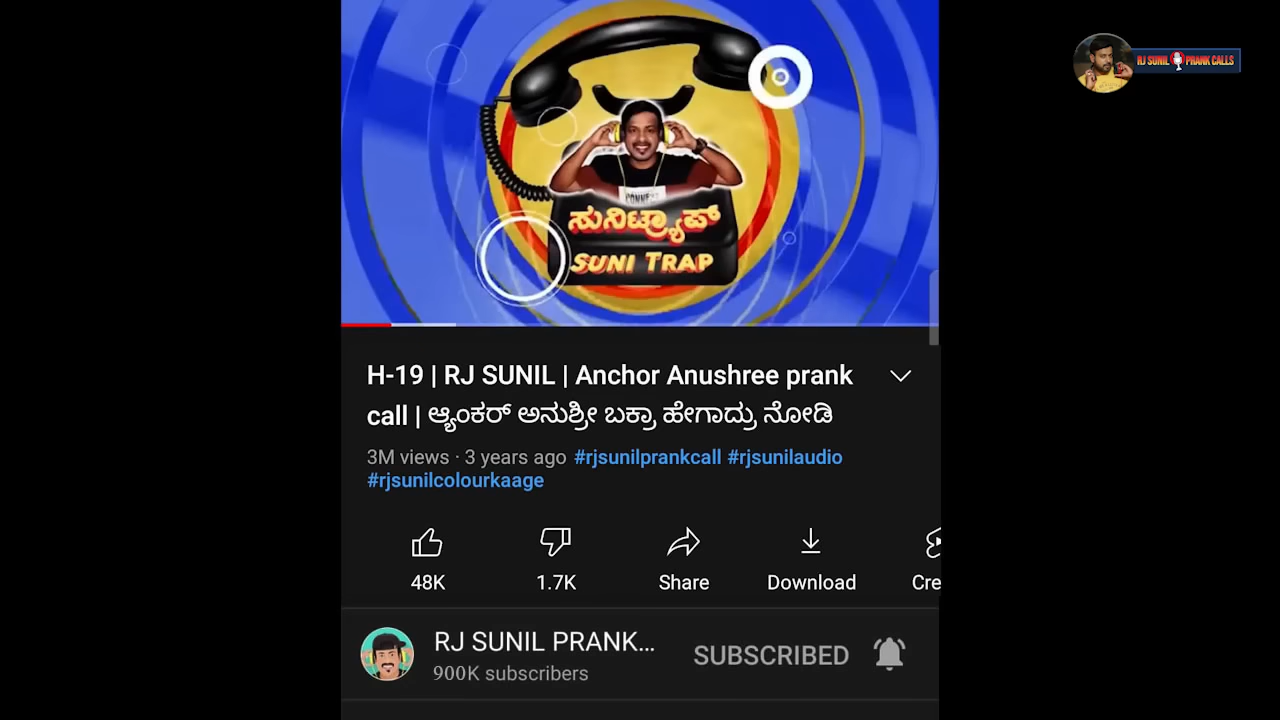 RJ SUNIL PRANK CALLS
CONNECT
ಸುನಿಟ್ರ್ಯಾಪ್
SUNI TRAP
H-19 | RJ SUNIL | Anchor Anushree prank
call | ಆ್ಯಂಕರ್ ಅನುಶ್ರೀ ಬಕ್ರಾ ಹೇಗಾದ್ರು ನೋಡಿ
3M views · 3 years ago #rjsunilprankcall #rjsunilaudio
#rjsunilcolourkaage
48K 1.7K Share Download Cre
RJ SUNIL PRANK... SUBSCRIBED
900K subscribers